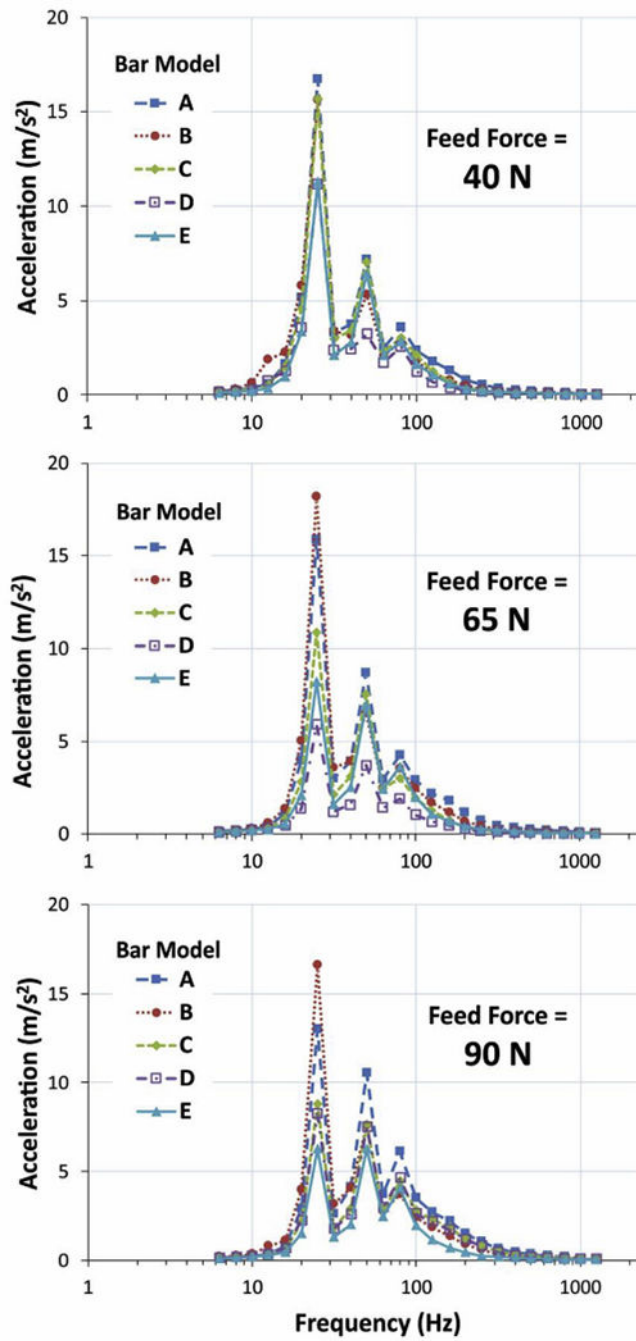 20
15
10
5
0
Acceleration (m/s²)
Bar Model
A
B
C
D
E
Feed Force =
40 N
1
10
100
1000
20
15
10
5
0
Acceleration (m/s²)
Bar Model
A
B
C
D
E
Feed Force =
65 N
1
10
100
1000
20
15
10
5
0
Acceleration (m/s²)
Bar Model
A
B
C
D
E
Feed Force =
90 N
1
10
100
1000
Frequency (Hz)